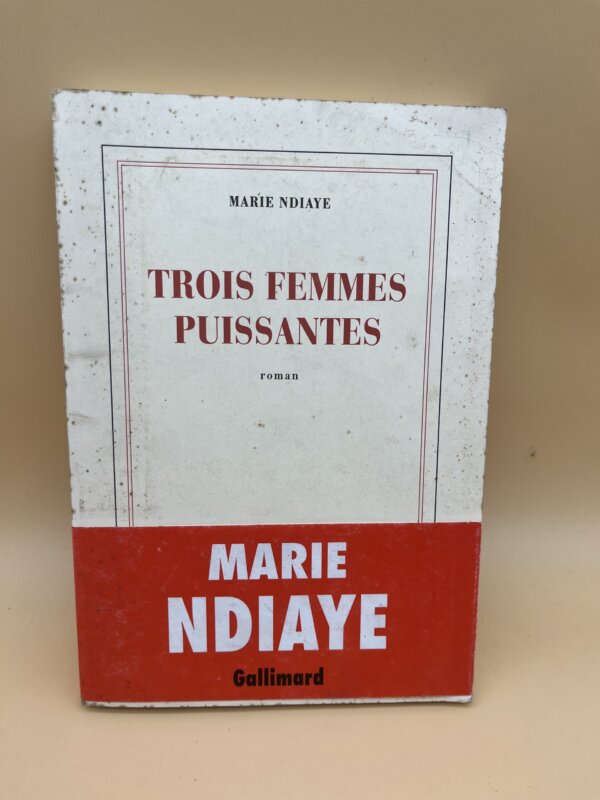 MARIE NDIAYE
TROIS FEMMES
PUISSANTES
roman
MARIE
NDIAYE
Gallimard